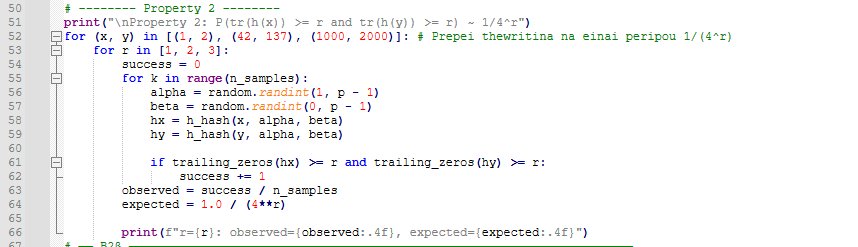 50 # -------- Property 2 --------
51 print("\nProperty 2: P(tr(h(x)) >= r and tr(h(y)) >= r) ~ 1/4^r")
52 for (x, y) in [(1, 2), (42, 137), (1000, 2000)]: # Prepei thewritina na einai peripou 1/(4^r)
53 for r in [1, 2, 3]:
54 success = 0
55 for k in range(n_samples):
56 alpha = random.randint(1, p - 1)
57 beta = random.randint(0, p - 1)
58 hx = h_hash(x, alpha, beta)
59 hy = h_hash(y, alpha, beta)
60
61 if trailing_zeros(hx) >= r and trailing_zeros(hy) >= r:
62 success += 1
63 observed = success / n_samples
64 expected = 1.0 / (4**r)
65
66 print(f"r={r}: observed={observed:.4f}, expected={expected:.4f}")
67 # — B2β